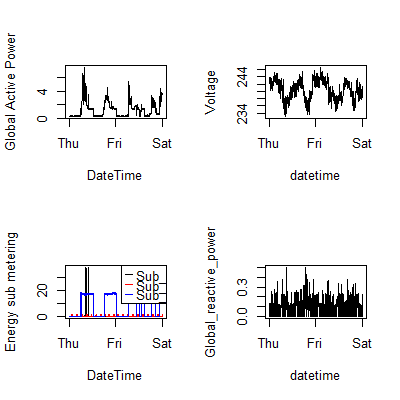 Global Active Power
0
4
Thu
Fri
Sat
DateTime
Voltage
234
244
Thu
Fri
Sat
datetime
Energy sub metering
0
20
Sub
Sub
Sub
Thu
Fri
Sat
DateTime
Global_reactive_power
0.0
0.3
Thu
Fri
Sat
datetime